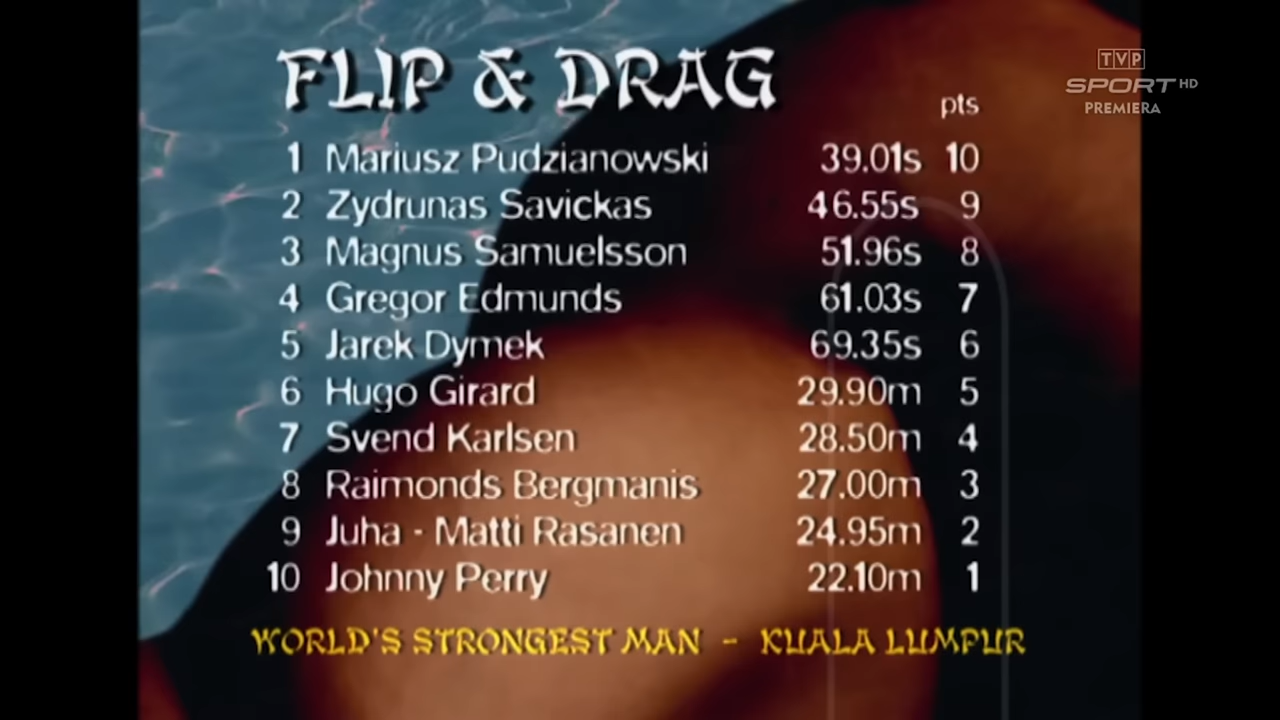 FLIP & DRAG
TVP
SPORT HD
PREMIERA
pts
1 Mariusz Pudzianowski 39.01s 10
2 Zydrunas Savickas 46.55s 9
3 Magnus Samuelsson 51.96s 8
4 Gregor Edmunds 61.03s 7
5 Jarek Dymek 69.35s 6
6 Hugo Girard 29.90m 5
7 Svend Karlsen 28.50m 4
8 Raimonds Bergmanis 27.00m 3
9 Juha - Matti Rasanen 24.95m 2
10 Johnny Perry 22.10m 1
WORLD'S STRONGEST MAN - KUALA LUMPUR